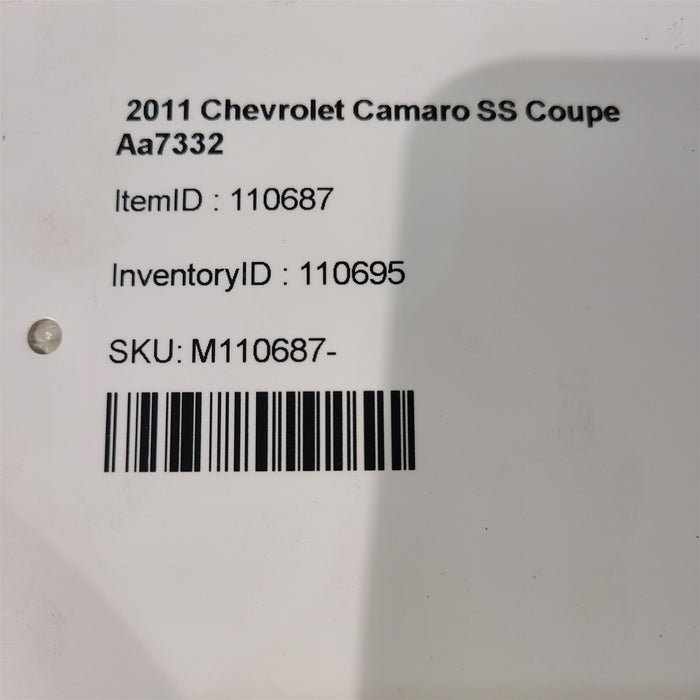 2011 Chevrolet Camaro SS Coupe
Aa7332
ItemID : 110687
InventoryID : 110695
SKU: M110687-